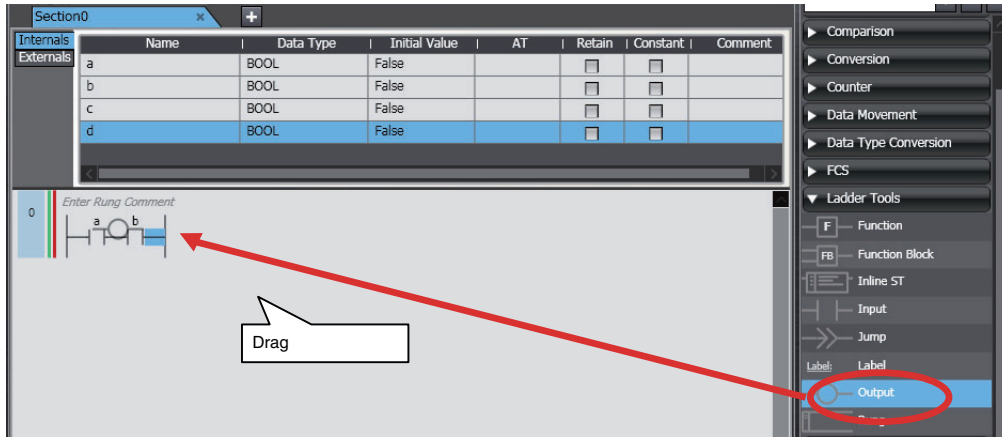 Section0 × +
Internals
Externals
Name Data Type Initial Value AT Retain Constant Comment
a BOOL False
b BOOL False
c BOOL False
d BOOL False
0 Enter Rung Comment
a b
Drag
Comparison
Conversion
Counter
Data Movement
Data Type Conversion
FCS
Ladder Tools
F Function
FB Function Block
Inline ST
Input
Jump
Label: Label
Output